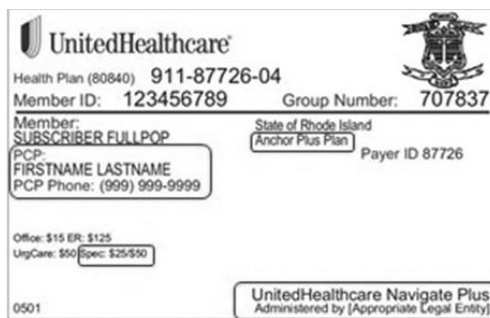 UnitedHealthcare®
Health Plan (80840) 911-87726-04
Member ID: 123456789 Group Number: 707837
Member:
SUBSCRIBER FULLPOP
State of Rhode Island
Anchor Plus Plan
PCP:
FIRSTNAME LASTNAME
PCP Phone: (999) 999-9999
Payer ID 87726
Office: $15 ER: $125
UrgCare: $50 Spec: $25/$50
0501
UnitedHealthcare Navigate Plus
Administered by [Appropriate Legal Entity]